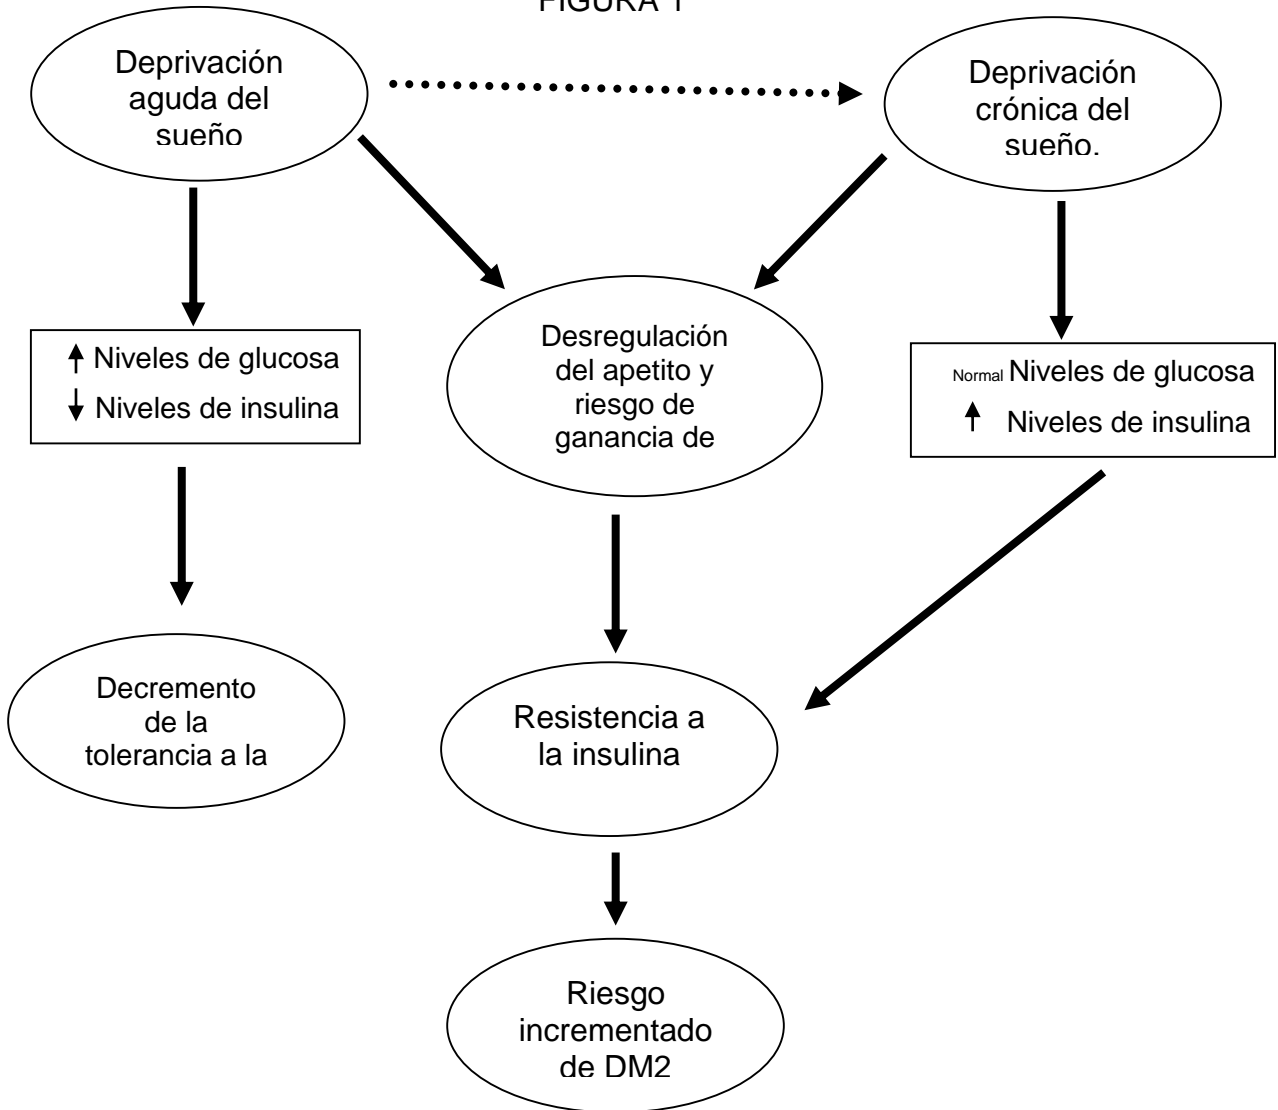 FIGURA 1
Deprivación
aguda del
sueño
Deprivación
crónica del
sueño.
↑ Niveles de glucosa
↓ Niveles de insulina
Desregulación
del apetito y
riesgo de
ganancia de
Normal Niveles de glucosa
↑ Niveles de insulina
Decremento
de la
tolerancia a la
Resistencia a
la insulina
Riesgo
incrementado
de DM2